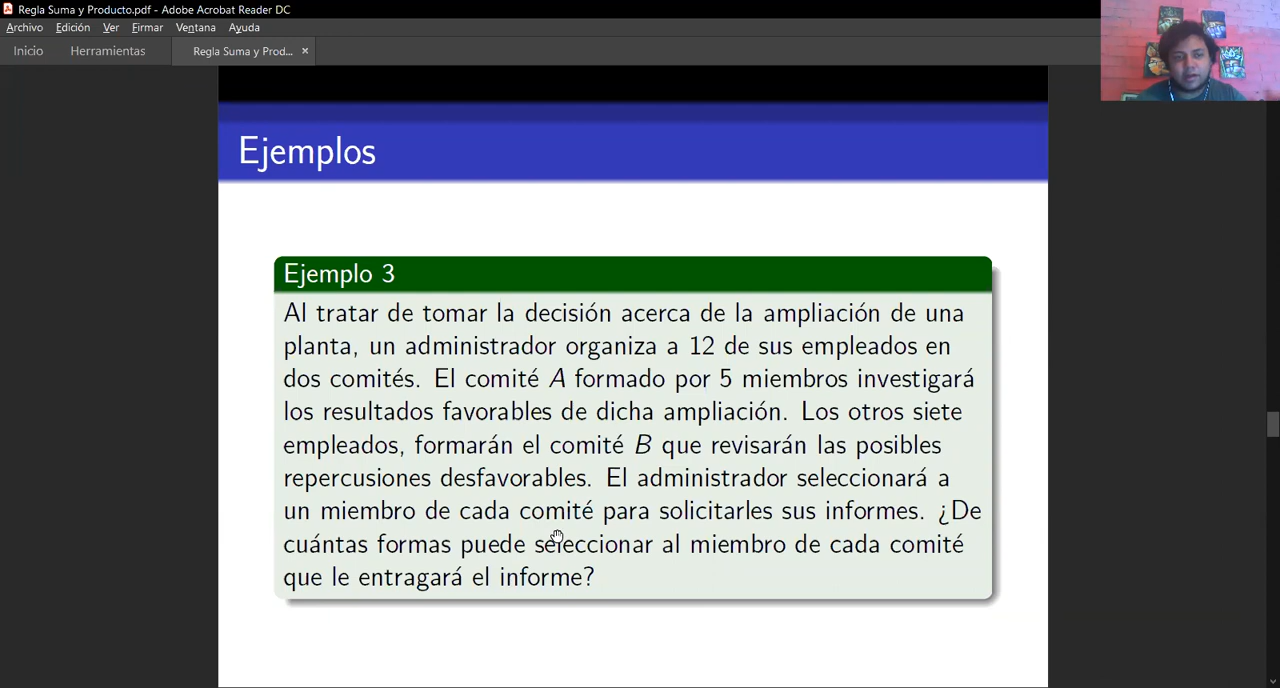 Regla Suma y Producto.pdf - Adobe Acrobat Reader DC
Archivo Edición Ver Firmar Ventana Ayuda
Inicio Herramientas Regla Suma y Prod... ×
Ejemplos
Ejemplo 3
Al tratar de tomar la decisión acerca de la ampliación de una
planta, un administrador organiza a 12 de sus empleados en
dos comités. El comité A formado por 5 miembros investigará
los resultados favorables de dicha ampliación. Los otros siete
empleados, formarán el comité B que revisarán las posibles
repercusiones desfavorables. El administrador seleccionará a
un miembro de cada comité para solicitarles sus informes. ¿De
cuántas formas puede seleccionar al miembro de cada comité
que le entragará el informe?